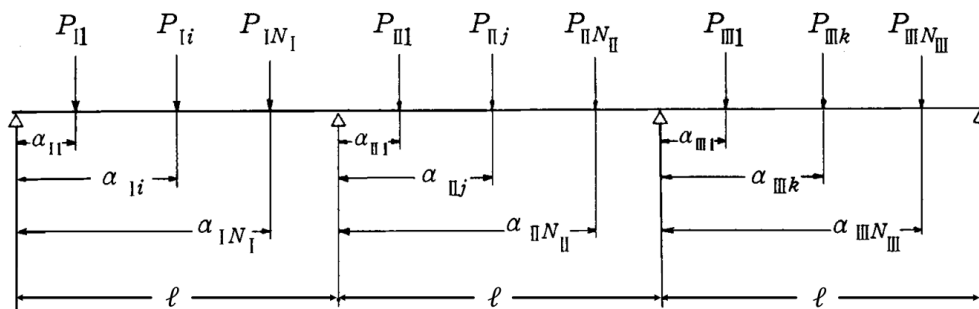 P_Ⅰ1 P_Ⅰi P_ⅠN_Ⅰ P_Ⅱ1 P_Ⅱj P_ⅡN_Ⅱ P_Ⅲ1 P_Ⅲk P_ⅢN_Ⅲ
α_Ⅰ1 α_Ⅱ1 α_Ⅲ1
α_Ⅰi α_Ⅱj α_Ⅲk
α_ⅠN_Ⅰ α_ⅡN_Ⅱ α_ⅢN_Ⅲ
ℓ ℓ ℓ